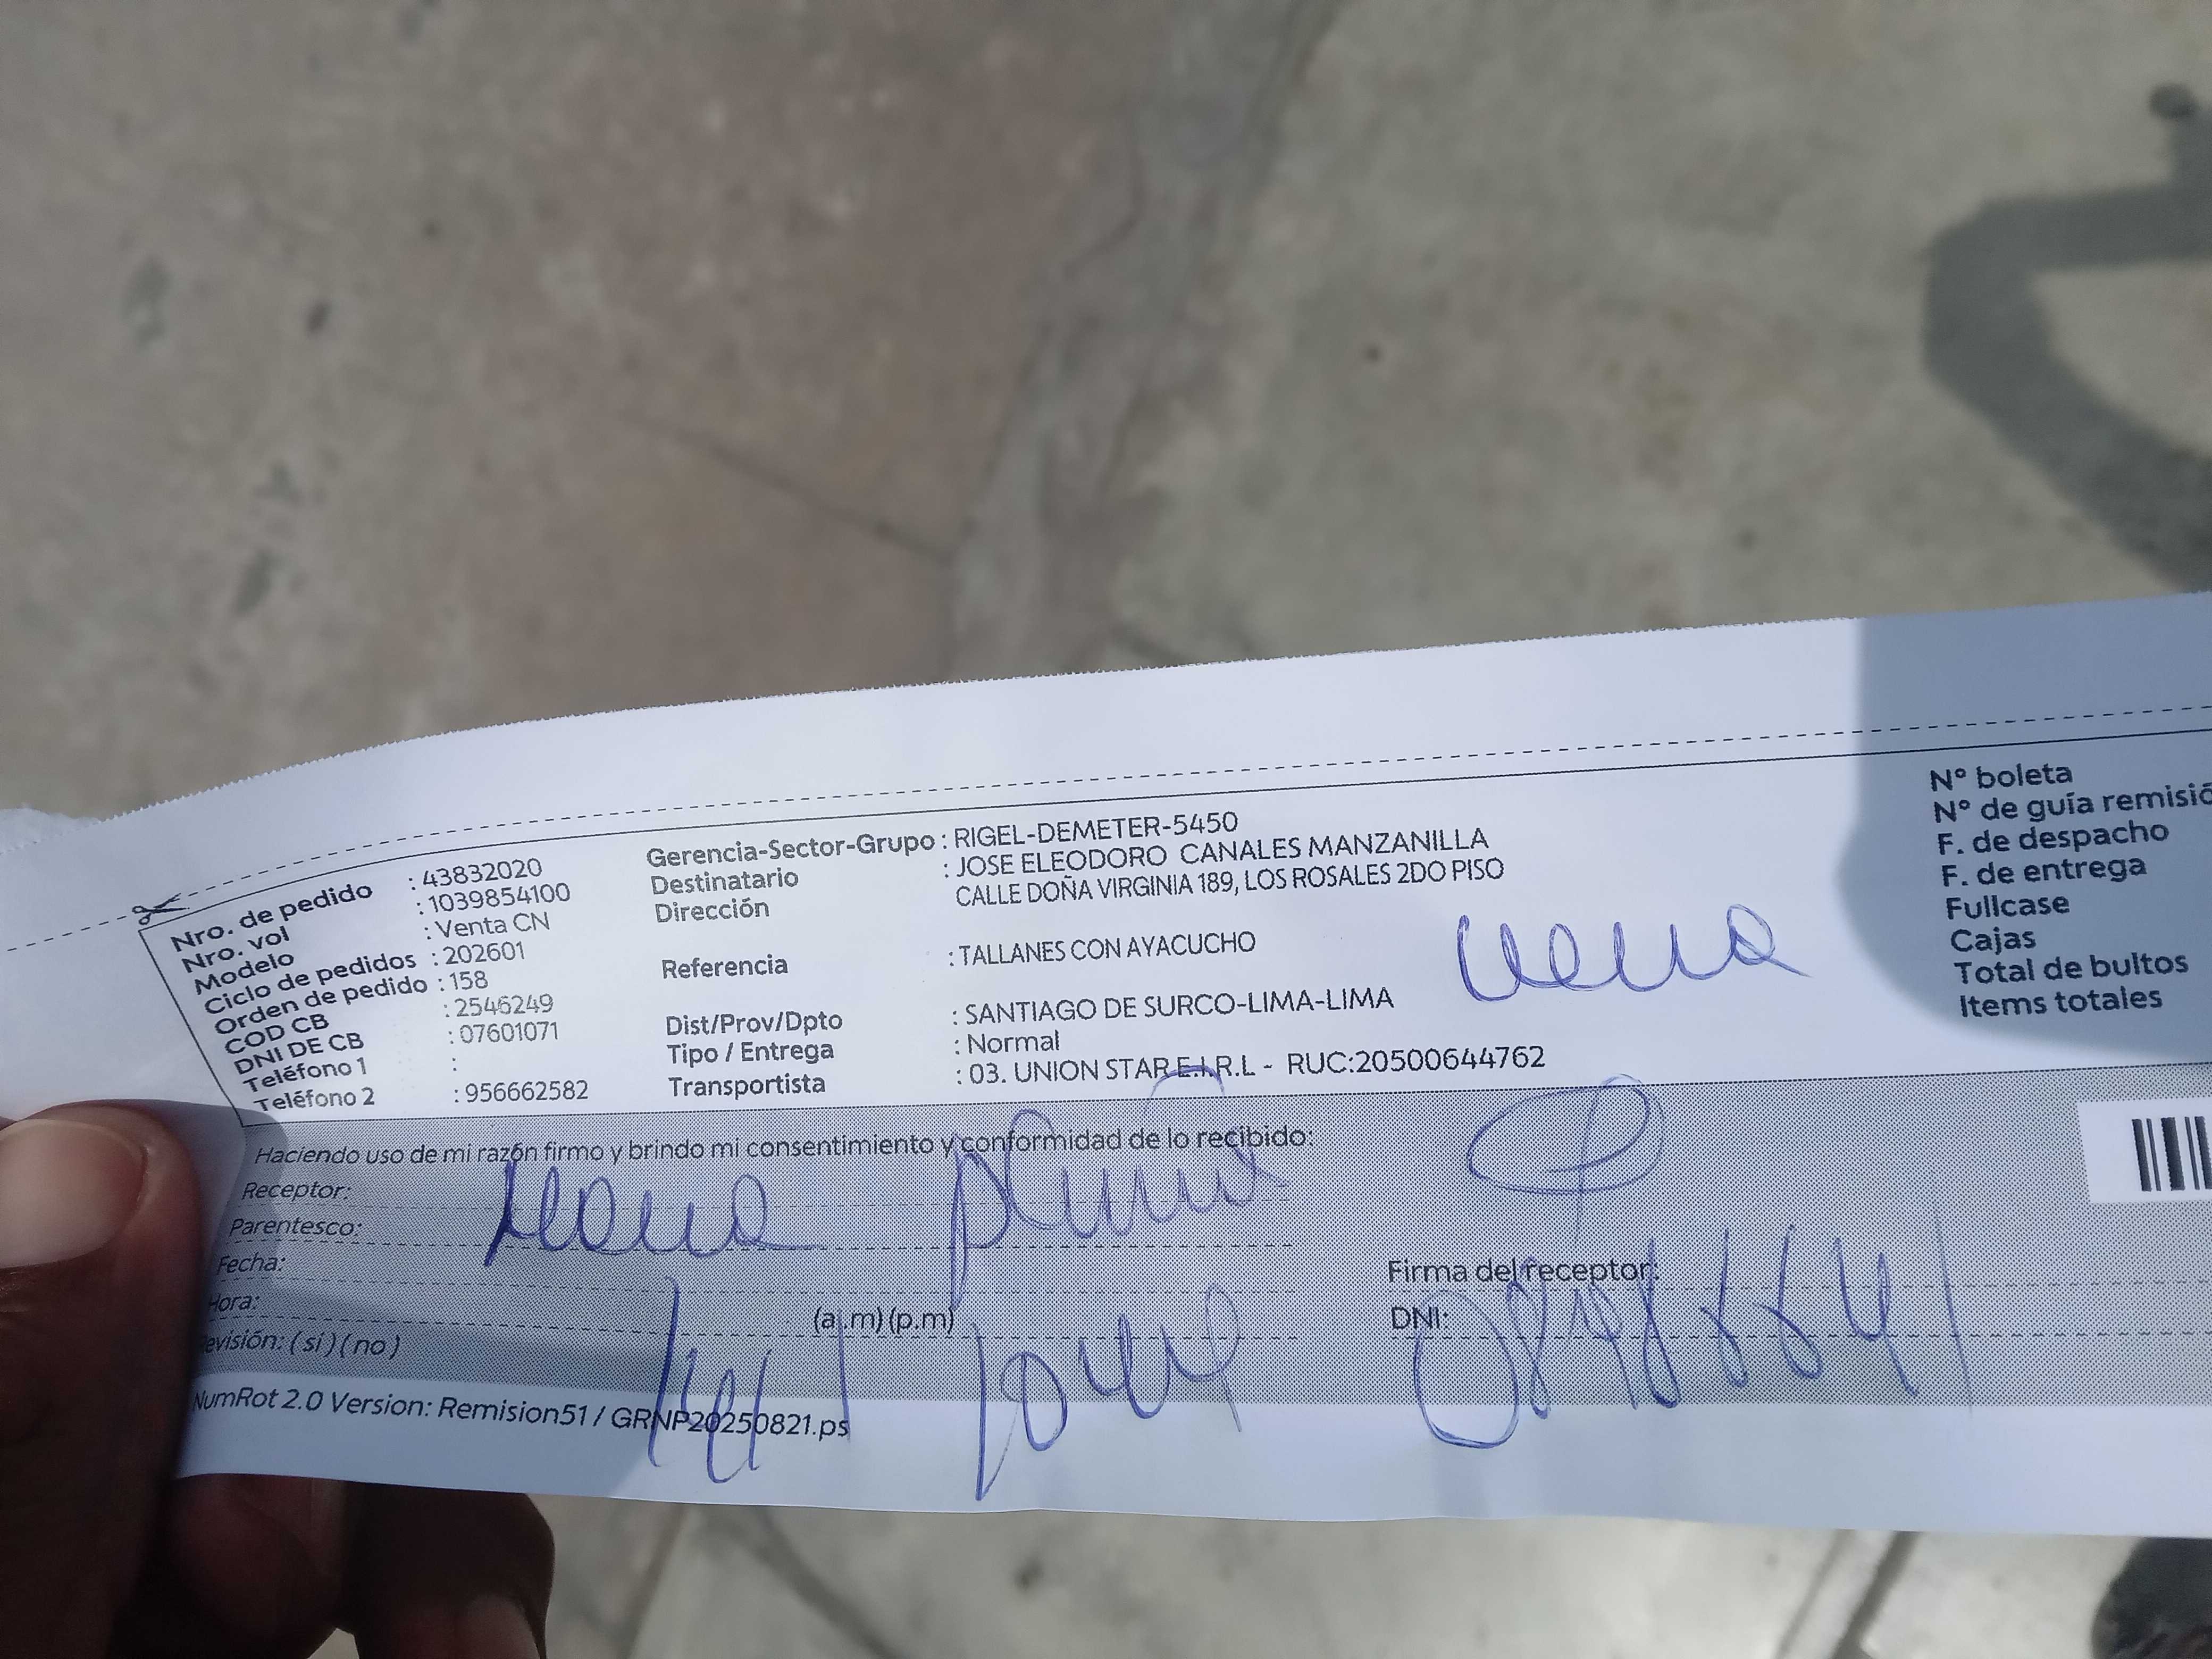 Nro. de pedido : 43832020
Nro. vol : 1039854100
Modelo : Venta CN
Ciclo de pedidos : 202601
Orden de pedido : 158
COD CB : 2546249
DNI DE CB : 07601071
Teléfono 1 :
Teléfono 2 : 956662582
Gerencia-Sector-Grupo : RIGEL-DEMETER-5450
Destinatario : JOSE ELEODORO CANALES MANZANILLA
Dirección CALLE DOÑA VIRGINIA 189, LOS ROSALES 2DO PISO
Referencia : TALLANES CON AYACUCHO
Dist/Prov/Dpto : SANTIAGO DE SURCO-LIMA-LIMA
Tipo / Entrega : Normal
Transportista : 03. UNION STAR E.I.R.L - RUC:20500644762
N° boleta
N° de guía remisió
F. de despacho
F. de entrega
Fullcase
Cajas
Total de bultos
Items totales
Haciendo uso de mi razón firmo y brindo mi consentimiento y conformidad de lo recibido:
Receptor:
Parentesco:
Fecha:
Hora: (a.m) (p.m)
Revisión: ( si ) ( no )
Firma del receptor:
DNI:
NumRot 2.0 Version: Remision51 / GRNP20250821.ps